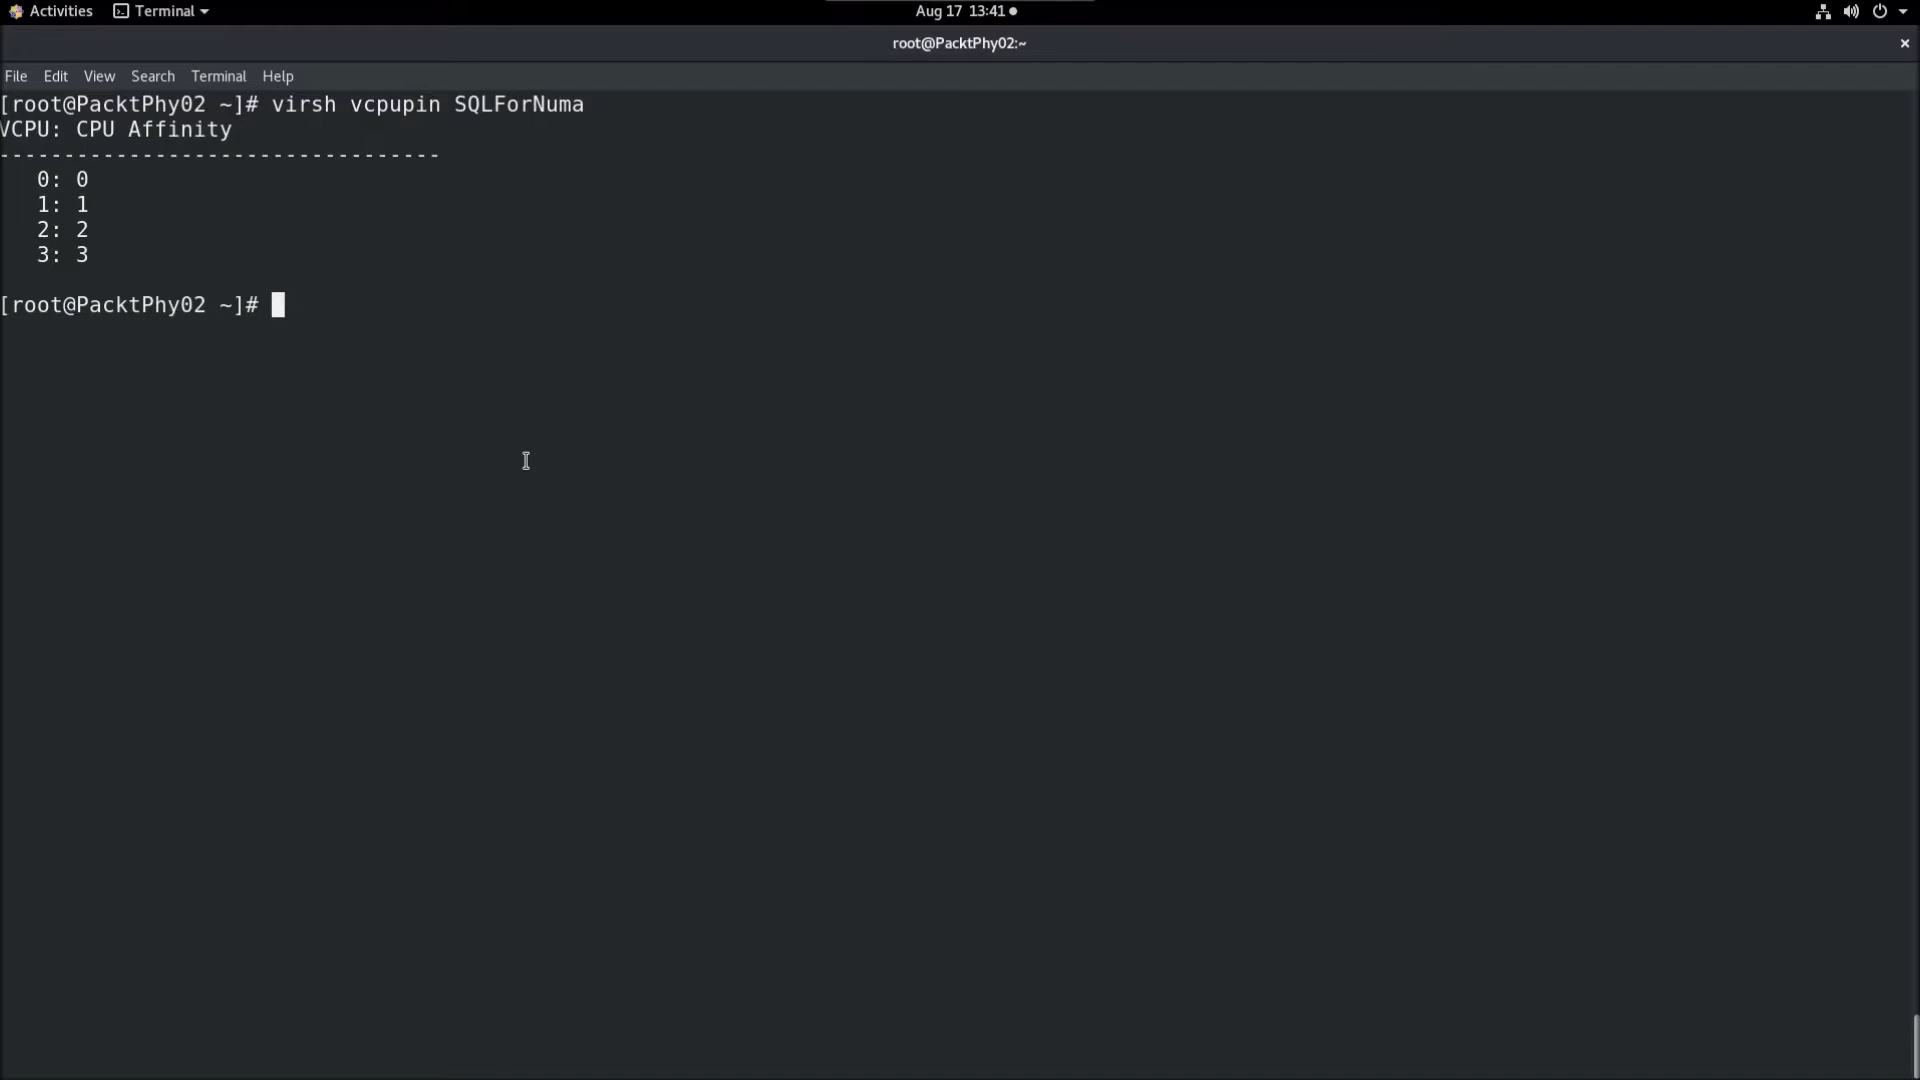 Activities Terminal Aug 17 13:41
root@PacktPhy02:~
File Edit View Search Terminal Help
[root@PacktPhy02 ~]# virsh vcpupin SQLForNuma
VCPU: CPU Affinity
----------------------------------
0: 0
1: 1
2: 2
3: 3
[root@PacktPhy02 ~]#